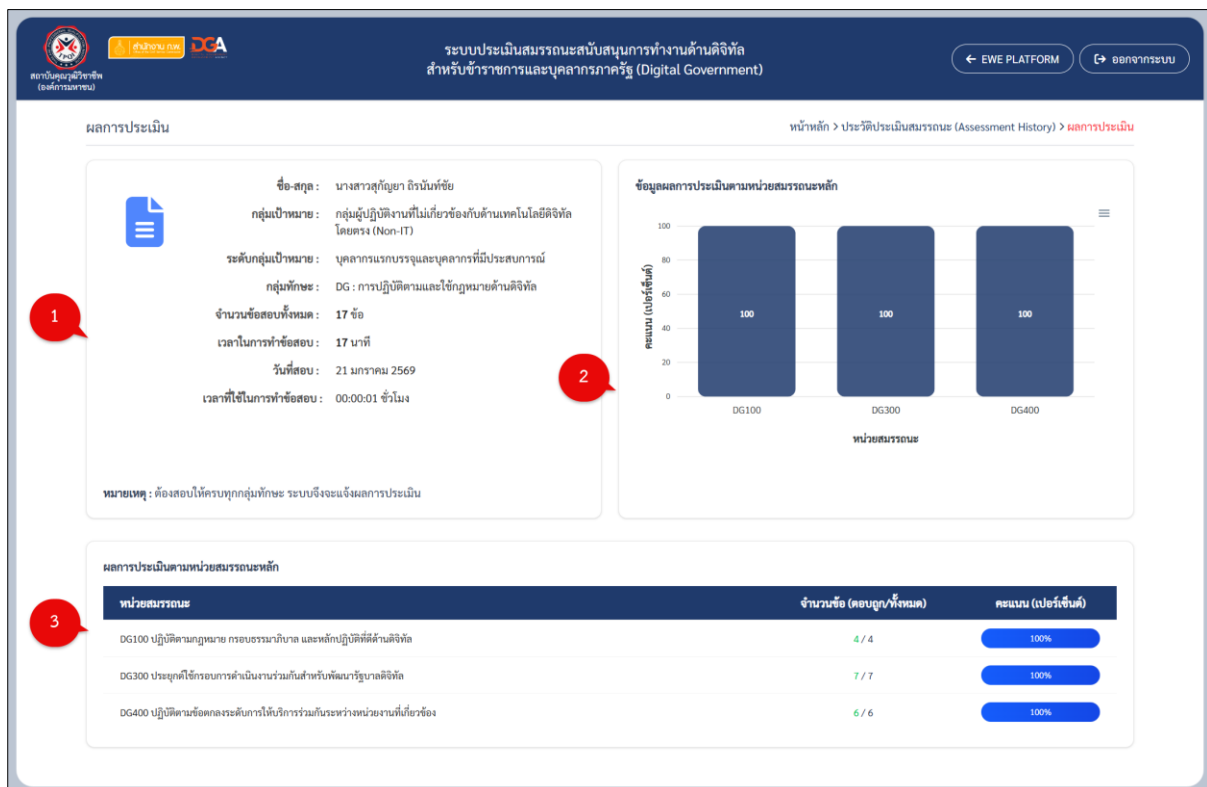 สถาบันคุณวุฒิวิชาชีพ
(องค์การมหาชน)
สำนักงาน ก.พ.
DGA
ระบบประเมินสมรรถนะสนับสนุนการทำงานด้านดิจิทัล
สำหรับข้าราชการและบุคลากรภาครัฐ (Digital Government)
← EWE PLATFORM
ออกจากระบบ
ผลการประเมิน
หน้าหลัก > ประวัติประเมินสมรรถนะ (Assessment History) > ผลการประเมิน
1
ชื่อ-สกุล : นางสาวสุกัญยา ถิรนันท์ชัย
กลุ่มเป้าหมาย : กลุ่มผู้ปฏิบัติงานที่ไม่เกี่ยวข้องกับด้านเทคโนโลยีดิจิทัล
โดยตรง (Non-IT)
ระดับกลุ่มเป้าหมาย : บุคลากรแรกบรรจุและบุคลากรที่มีประสบการณ์
กลุ่มทักษะ : DG : การปฏิบัติตามและใช้กฎหมายด้านดิจิทัล
จำนวนข้อสอบทั้งหมด : 17 ข้อ
เวลาในการทำข้อสอบ : 17 นาที
วันที่สอบ : 21 มกราคม 2569
เวลาที่ใช้ในการทำข้อสอบ : 00:00:01 ชั่วโมง
หมายเหตุ : ต้องสอบให้ครบทุกกลุ่มทักษะ ระบบจึงจะแจ้งผลการประเมิน
2
ข้อมูลผลการประเมินตามหน่วยสมรรถนะหลัก
คะแนน (เปอร์เซ็นต์)
100
80
60
40
20
0
100 100 100
DG100 DG300 DG400
หน่วยสมรรถนะ
3
ผลการประเมินตามหน่วยสมรรถนะหลัก
หน่วยสมรรถนะ จำนวนข้อ (ตอบถูก/ทั้งหมด) คะแนน (เปอร์เซ็นต์)
DG100 ปฏิบัติตามกฎหมาย กรอบธรรมาภิบาล และหลักปฏิบัติที่ดีด้านดิจิทัล 4 / 4 100%
DG300 ประยุกต์ใช้กรอบการดำเนินงานร่วมกันสำหรับพัฒนารัฐบาลดิจิทัล 7 / 7 100%
DG400 ปฏิบัติตามข้อตกลงระดับการให้บริการร่วมกันระหว่างหน่วยงานที่เกี่ยวข้อง 6 / 6 100%